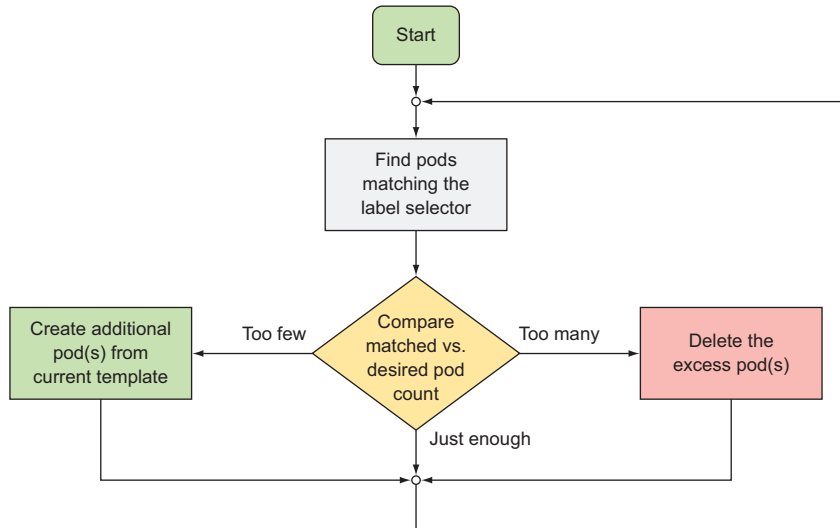 Start
Find pods
matching the
label selector
Too few
Too many
Create additional
pod(s) from
current template
Compare
matched vs.
desired pod
count
Delete the
excess pod(s)
Just enough